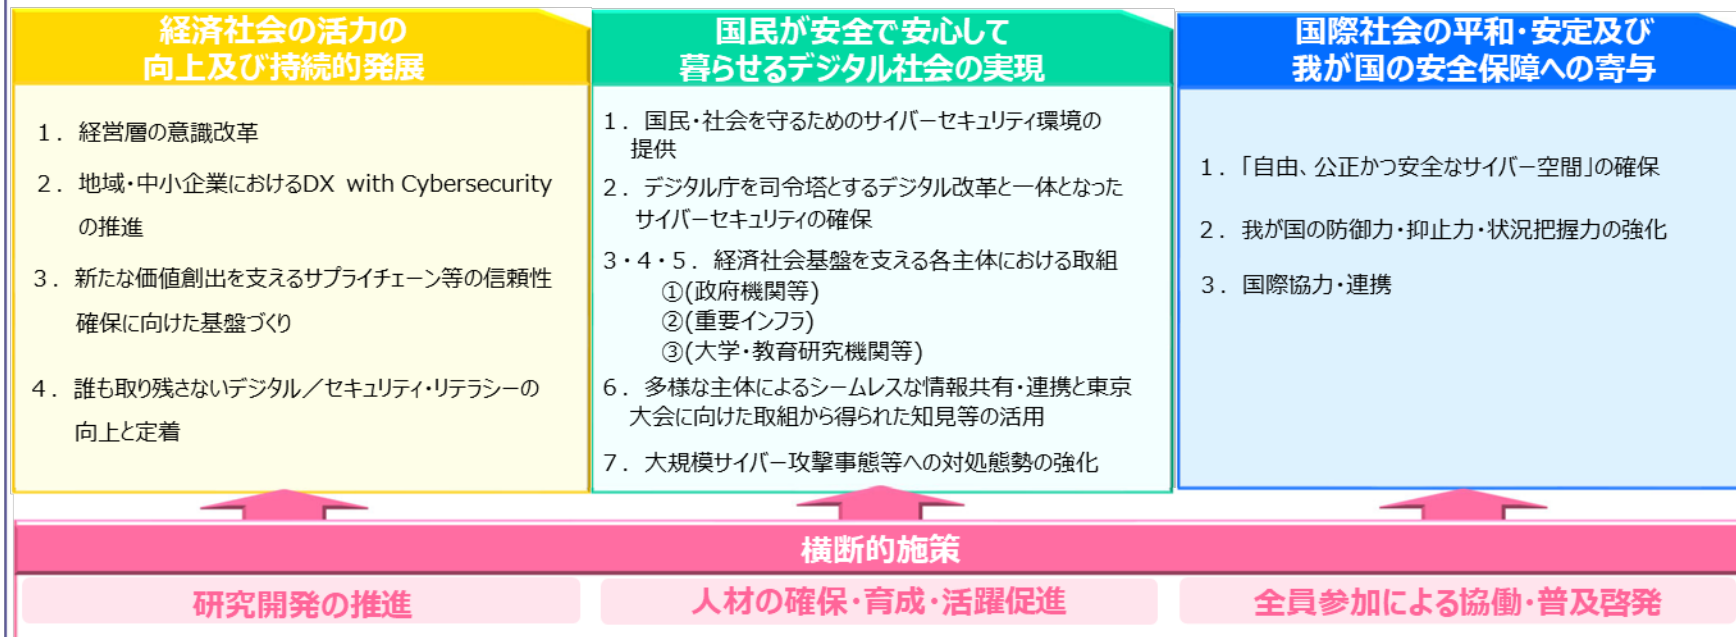 経済社会の活力の
向上及び持続的発展
1．経営層の意識改革
2．地域・中小企業におけるDX with Cybersecurity
の推進
3．新たな価値創出を支えるサプライチェーン等の信頼性
確保に向けた基盤づくり
4．誰も取り残さないデジタル／セキュリティ・リテラシーの
向上と定着
国民が安全で安心して
暮らせるデジタル社会の実現
1．国民・社会を守るためのサイバーセキュリティ環境の
提供
2．デジタル庁を司令塔とするデジタル改革と一体となった
サイバーセキュリティの確保
3・4・5．経済社会基盤を支える各主体における取組
①(政府機関等)
②(重要インフラ)
③(大学・教育研究機関等)
6．多様な主体によるシームレスな情報共有・連携と東京
大会に向けた取組から得られた知見等の活用
7．大規模サイバー攻撃事態等への対処態勢の強化
国際社会の平和・安定及び
我が国の安全保障への寄与
1．「自由、公正かつ安全なサイバー空間」の確保
2．我が国の防御力・抑止力・状況把握力の強化
3．国際協力・連携
横断的施策
研究開発の推進
人材の確保・育成・活躍促進
全員参加による協働・普及啓発